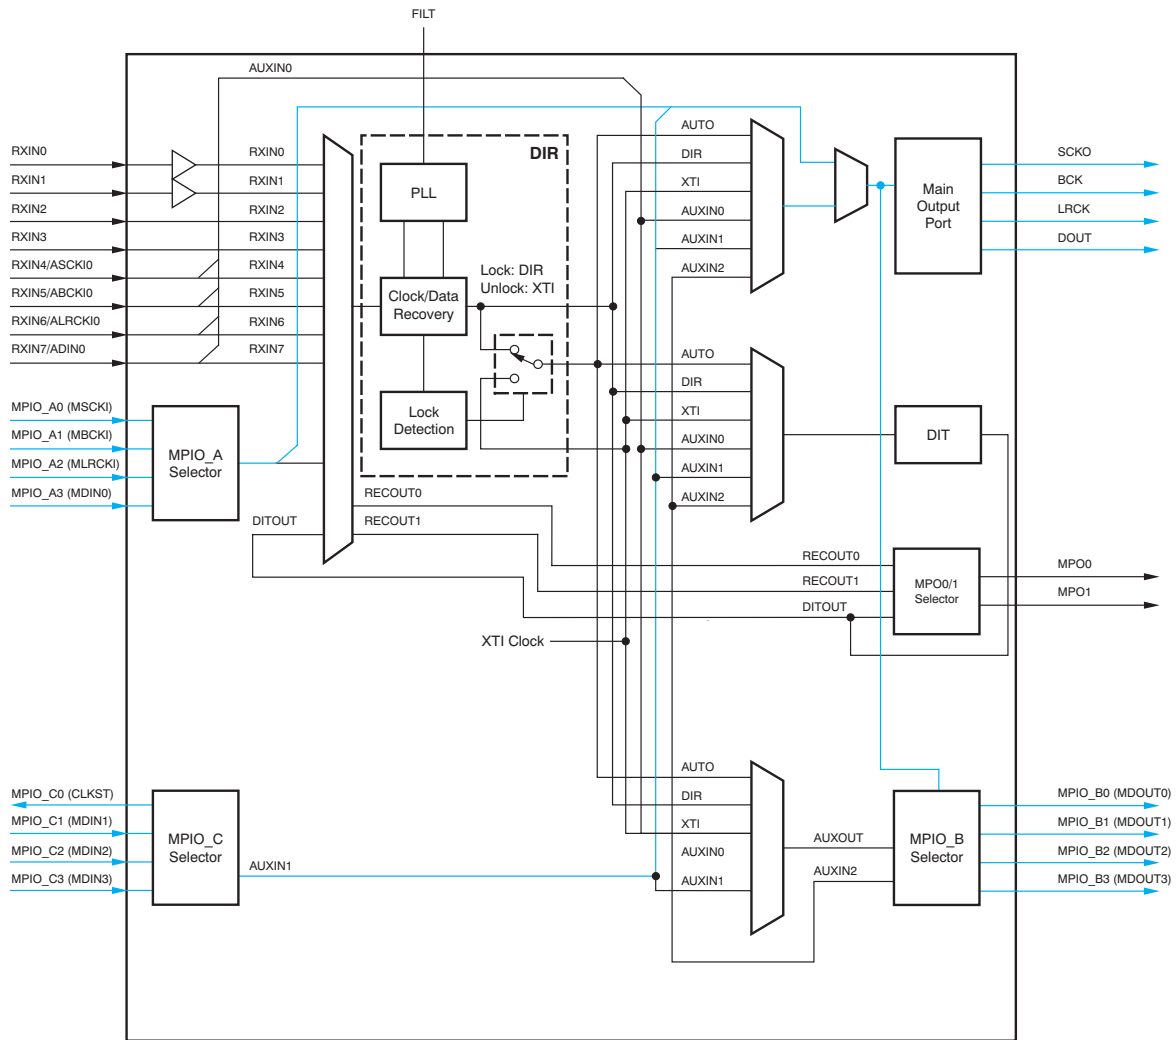 FILT
AUXIN0
RXIN0
RXIN1
RXIN2
RXIN3
RXIN4/ASCKI0
RXIN5/ABCKI0
RXIN6/ALRCKI0
RXIN7/ADIN0
RXIN0
RXIN1
RXIN2
RXIN3
RXIN4
RXIN5
RXIN6
RXIN7
DIR
PLL
Lock: DIR
Unlock: XTI
Clock/Data
Recovery
Lock
Detection
AUTO
DIR
XTI
AUXIN0
AUXIN1
AUXIN2
Main
Output
Port
SCKO
BCK
LRCK
DOUT
MPIO_A0 (MSCKI)
MPIO_A1 (MBCKI)
MPIO_A2 (MLRCKI)
MPIO_A3 (MDIN0)
MPIO_A
Selector
AUTO
DIR
XTI
AUXIN0
AUXIN1
AUXIN2
DIT
RECOUT0
RECOUT1
DITOUT
RECOUT0
RECOUT1
DITOUT
MPO0/1
Selector
MPO0
MPO1
XTI Clock
MPIO_C0 (CLKST)
MPIO_C1 (MDIN1)
MPIO_C2 (MDIN2)
MPIO_C3 (MDIN3)
MPIO_C
Selector
AUXIN1
AUTO
DIR
XTI
AUXIN0
AUXIN1
AUXOUT
AUXIN2
MPIO_B
Selector
MPIO_B0 (MDOUT0)
MPIO_B1 (MDOUT1)
MPIO_B2 (MDOUT2)
MPIO_B3 (MDOUT3)